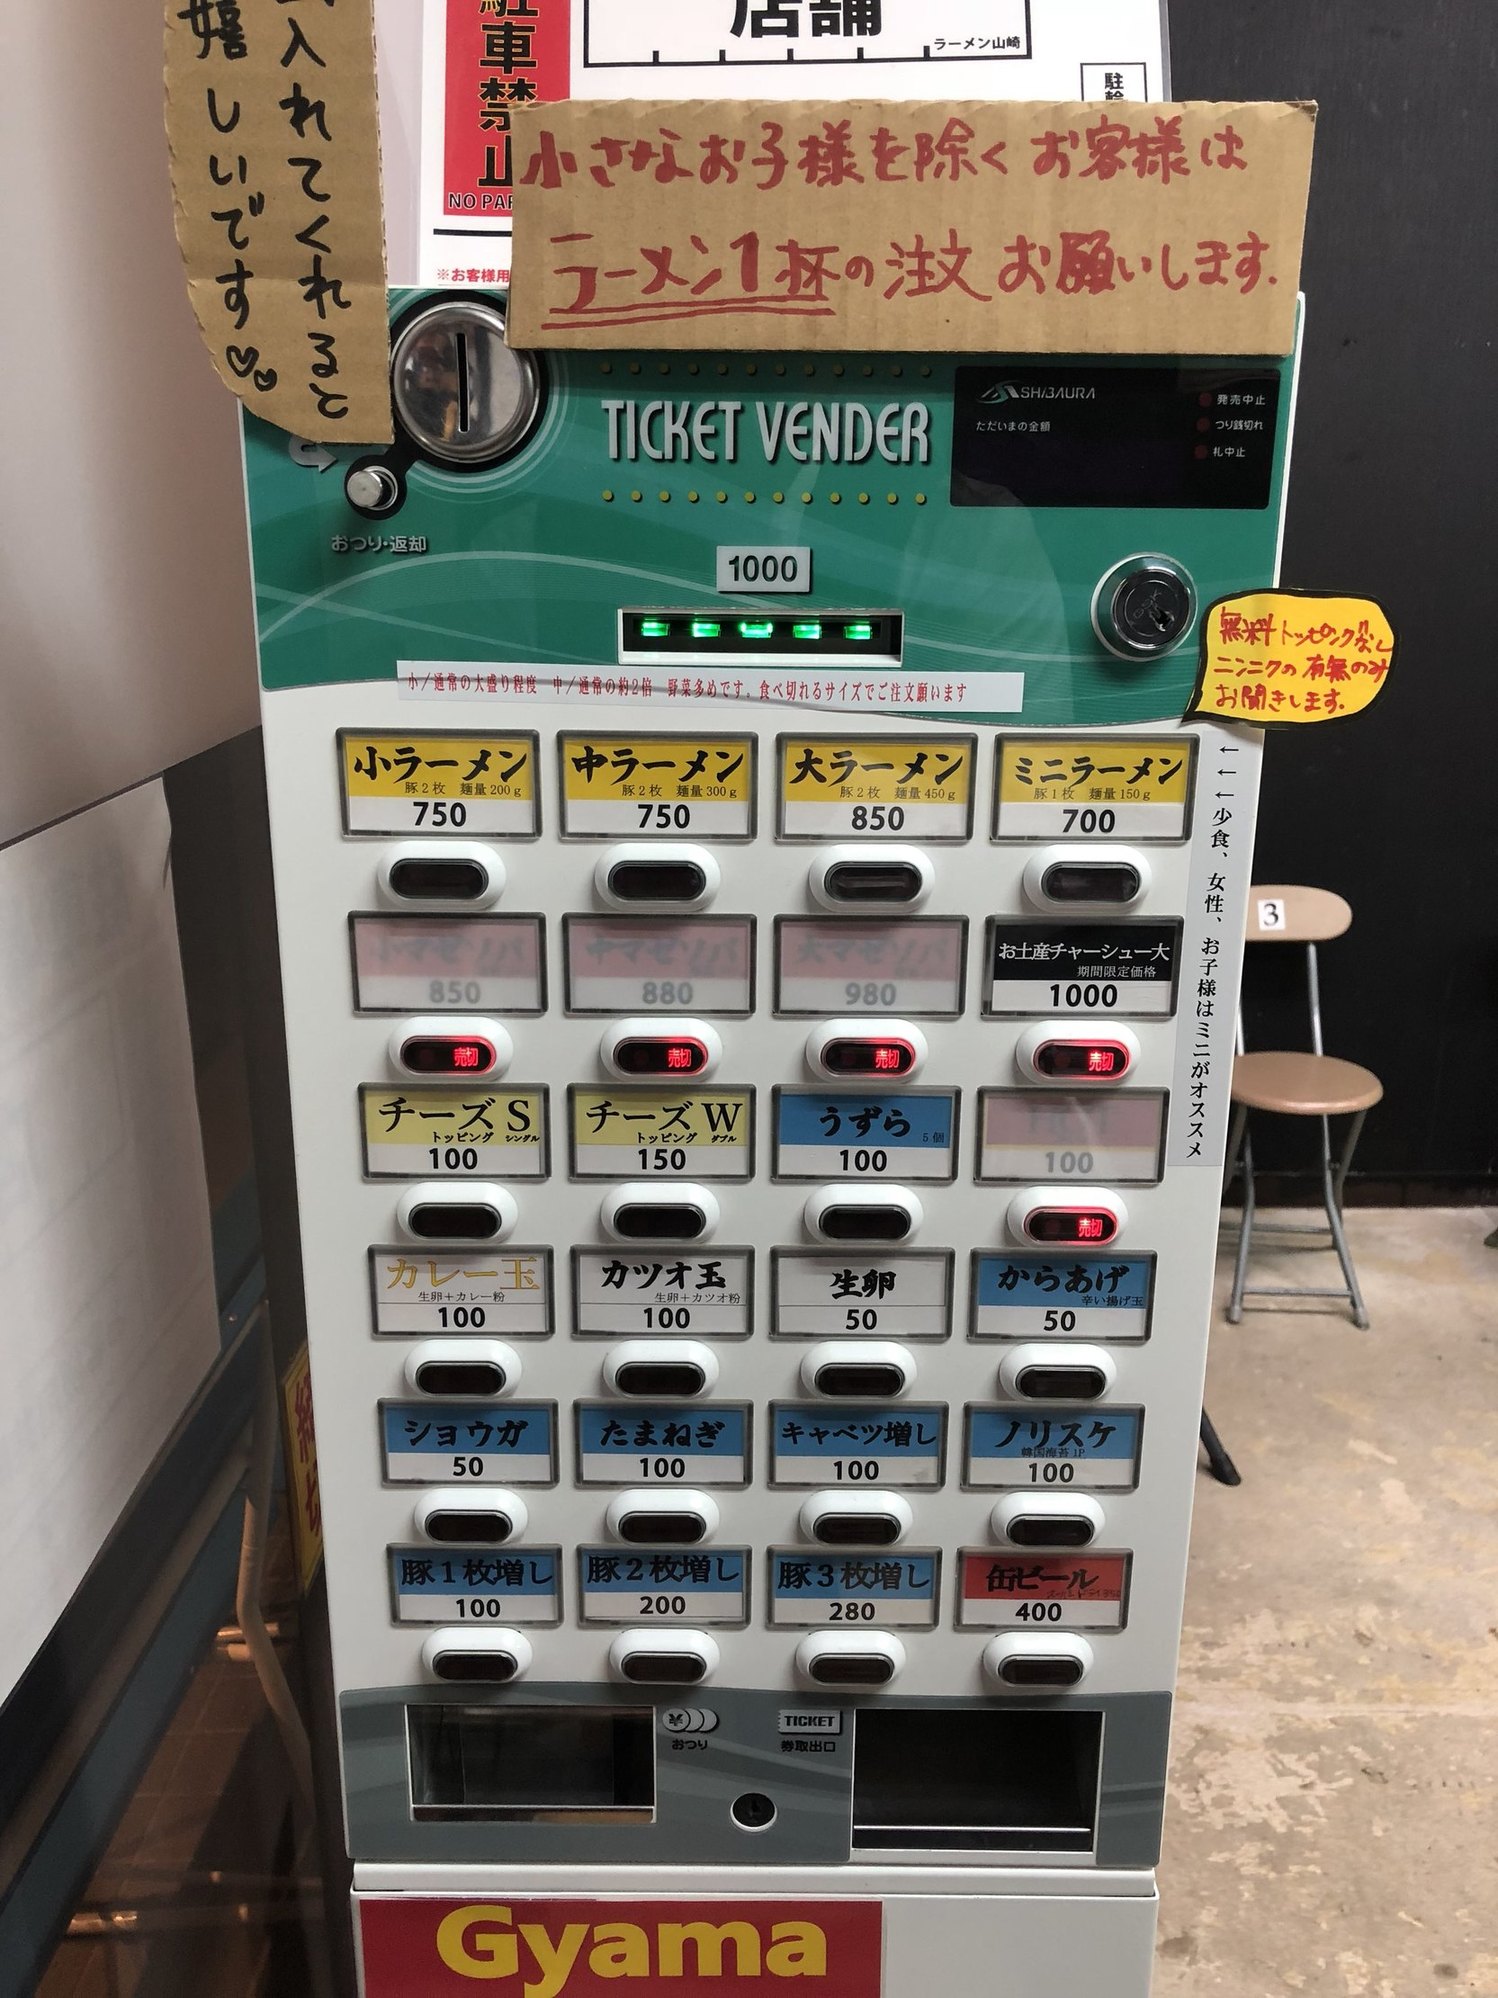 入れてくれると
嬉しいです♡♡
駐車禁止
NO PAR
※お客様用
店舗
ラーメン山崎
駐輪
小さなお子様を除くお客様は
ラーメン1杯の注文お願いします.
TICKET VENDER
SHIBAURA
ただいまの金額
発売中止
つり銭切れ
札中止
おつり・返却
1000
無料トッピングなし
ニンニクの有無のみ
お聞きします.
小/通常の大盛り程度 中/通常の約2倍 野菜多めです。食べ切れるサイズでご注文願います
←←←少食、女性、お子様はミニがオススメ
小ラーメン
豚2枚 麺量200g
750
中ラーメン
豚2枚 麺量300g
750
大ラーメン
豚2枚 麺量450g
850
ミニラーメン
豚1枚 麺量150g
700
小マゼソバ
850
売切
中マゼソバ
880
売切
大マゼソバ
980
売切
お土産チャーシュー大
期間限定価格
1000
売切
チーズS
トッピング シングル
100
チーズW
トッピング ダブル
150
うずら
5個
100
100
売切
カレー玉
生卵+カレー粉
100
カツオ玉
生卵+カツオ粉
100
生卵
50
からあげ
辛い揚げ玉
50
ショウガ
50
たまねぎ
100
キャベツ増し
100
ノリスケ
韓国海苔1P
100
豚1枚増し
100
豚2枚増し
200
豚3枚増し
280
缶ビール
400
おつり
TICKET
券取出口
3
Gyama